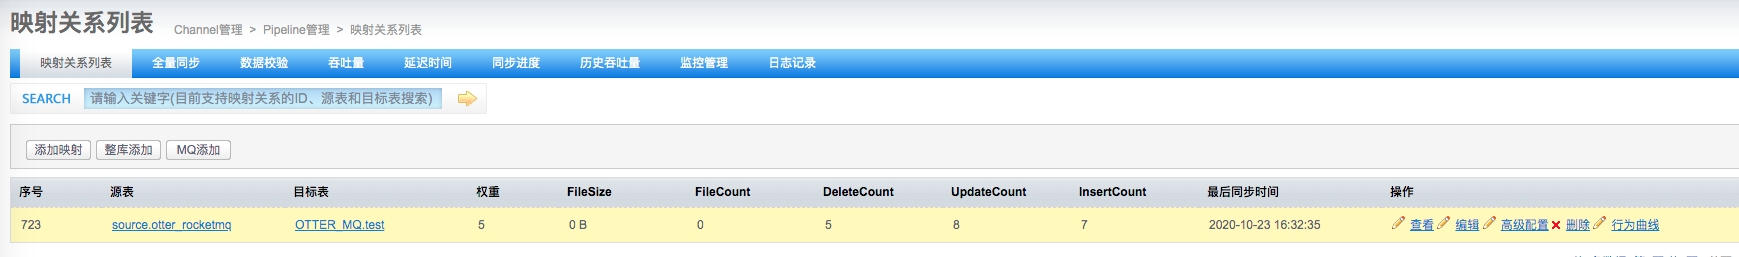 映射关系列表 Channel管理 > Pipeline管理 > 映射关系列表
映射关系列表 全量同步 数据校验 吞吐量 延迟时间 同步进度 历史吞吐量 监控管理 日志记录
SEARCH 请输入关键字(目前支持映射关系的ID、源表和目标表搜索)
添加映射 整库添加 MQ添加
序号 源表 目标表 权重 FileSize FileCount DeleteCount UpdateCount InsertCount 最后同步时间 操作
723 source.otter_rocketmq OTTER_MQ.test 5 0 B 0 5 8 7 2020-10-23 16:32:35 查看 编辑 高级配置 删除 行为曲线